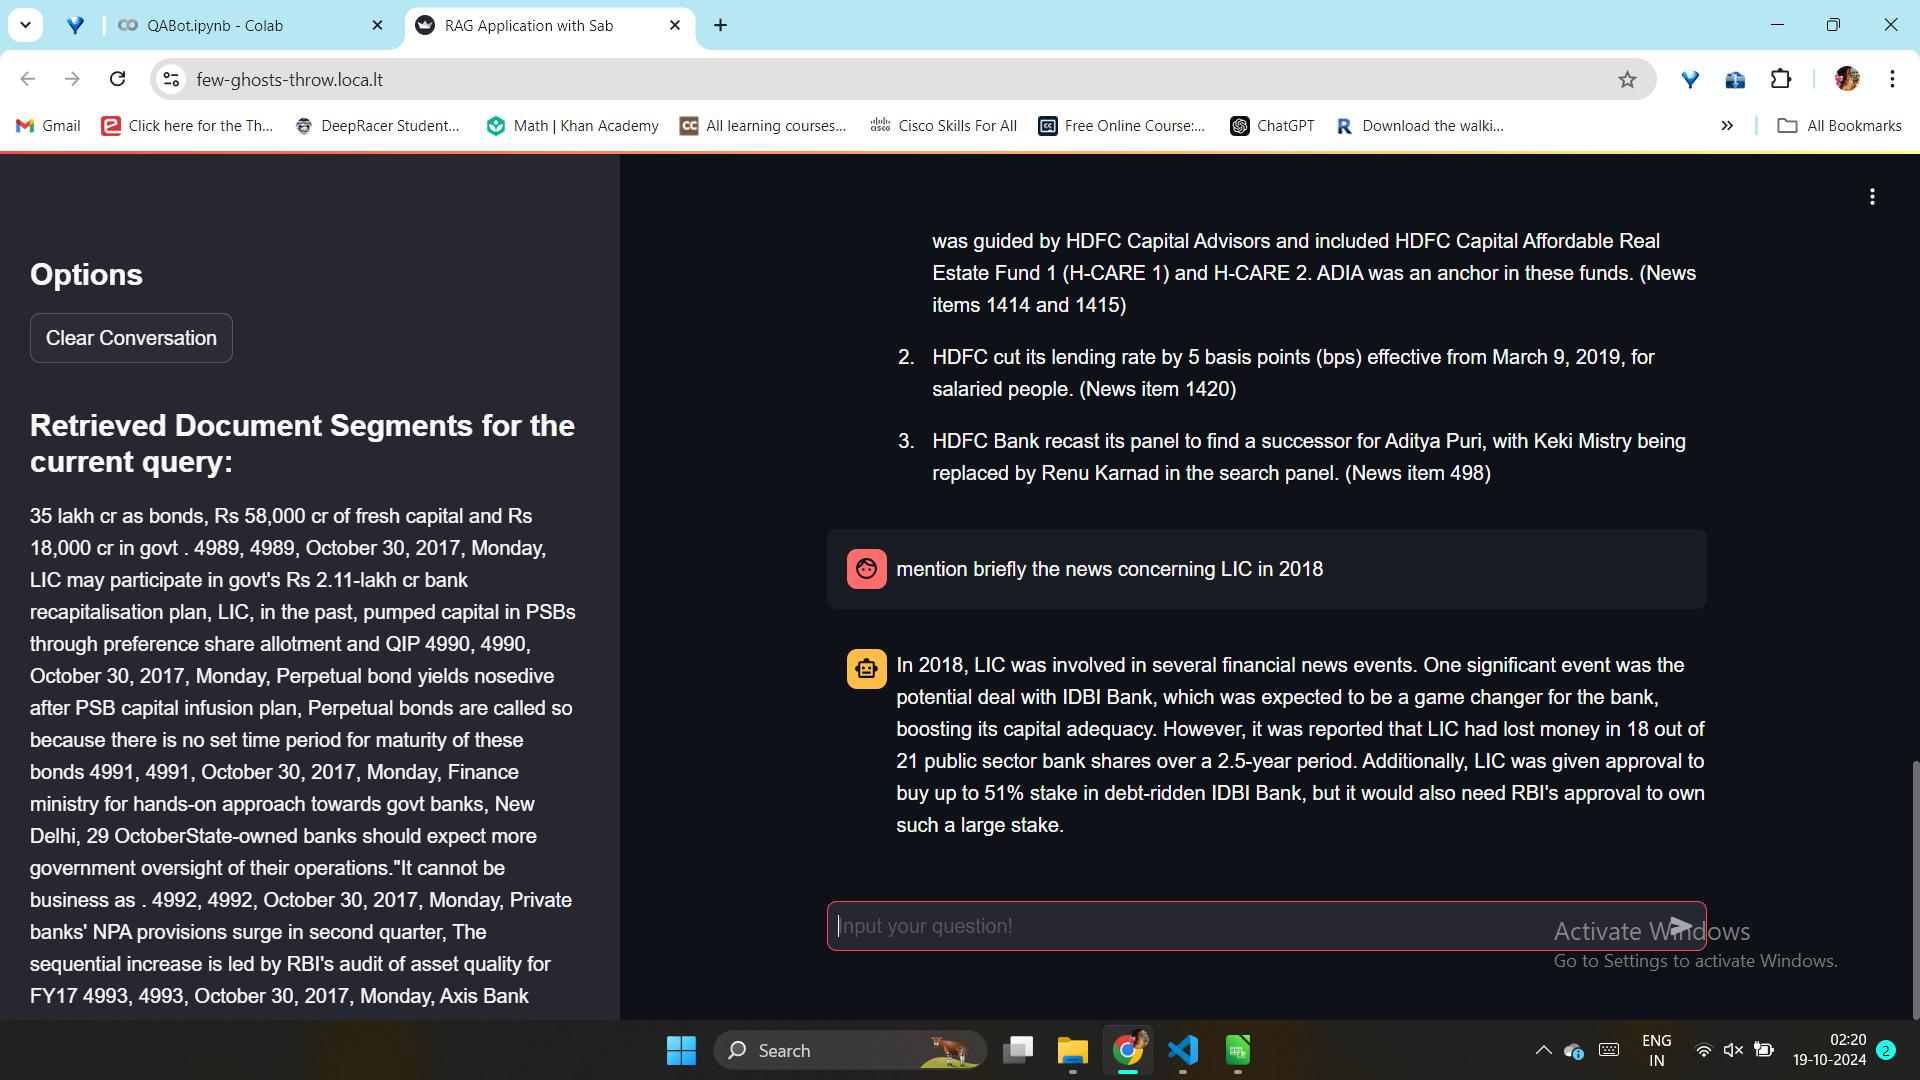 QABot.ipynb - Colab
RAG Application with Sab
few-ghosts-throw.loca.lt
Gmail
Click here for the Th...
DeepRacer Student...
Math | Khan Academy
CC All learning courses...
cisco Cisco Skills For All
Free Online Course:...
ChatGPT
R Download the walki...
All Bookmarks
Options
Clear Conversation
Retrieved Document Segments for the
current query:
35 lakh cr as bonds, Rs 58,000 cr of fresh capital and Rs
18,000 cr in govt . 4989, 4989, October 30, 2017, Monday,
LIC may participate in govt's Rs 2.11-lakh cr bank
recapitalisation plan, LIC, in the past, pumped capital in PSBs
through preference share allotment and QIP 4990, 4990,
October 30, 2017, Monday, Perpetual bond yields nosedive
after PSB capital infusion plan, Perpetual bonds are called so
because there is no set time period for maturity of these
bonds 4991, 4991, October 30, 2017, Monday, Finance
ministry for hands-on approach towards govt banks, New
Delhi, 29 OctoberState-owned banks should expect more
government oversight of their operations."It cannot be
business as . 4992, 4992, October 30, 2017, Monday, Private
banks' NPA provisions surge in second quarter, The
sequential increase is led by RBI's audit of asset quality for
FY17 4993, 4993, October 30, 2017, Monday, Axis Bank
was guided by HDFC Capital Advisors and included HDFC Capital Affordable Real
Estate Fund 1 (H-CARE 1) and H-CARE 2. ADIA was an anchor in these funds. (News
items 1414 and 1415)
2. HDFC cut its lending rate by 5 basis points (bps) effective from March 9, 2019, for
salaried people. (News item 1420)
3. HDFC Bank recast its panel to find a successor for Aditya Puri, with Keki Mistry being
replaced by Renu Karnad in the search panel. (News item 498)
mention briefly the news concerning LIC in 2018
In 2018, LIC was involved in several financial news events. One significant event was the
potential deal with IDBI Bank, which was expected to be a game changer for the bank,
boosting its capital adequacy. However, it was reported that LIC had lost money in 18 out of
21 public sector bank shares over a 2.5-year period. Additionally, LIC was given approval to
buy up to 51% stake in debt-ridden IDBI Bank, but it would also need RBI's approval to own
such a large stake.
Input your question!
Activate Windows
Go to Settings to activate Windows.
Search
ENG
IN
02:20
19-10-2024
2